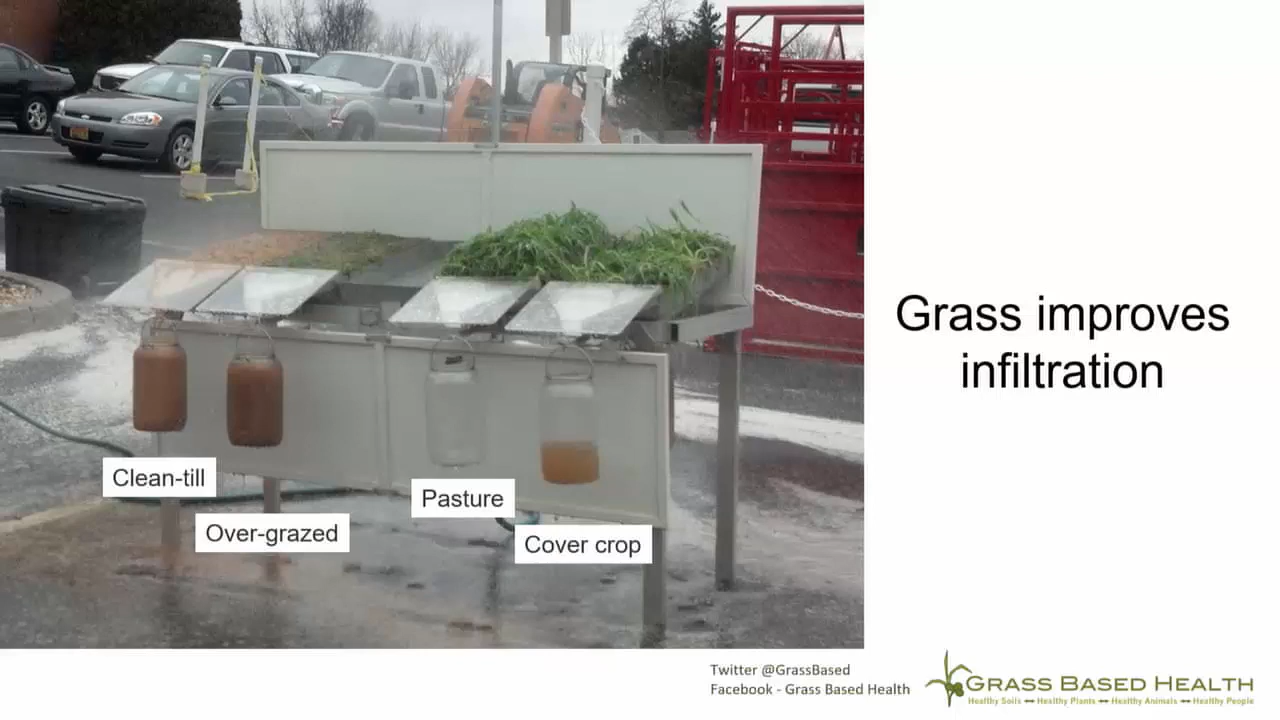 Grass improves
infiltration
Clean-till
Over-grazed
Pasture
Cover crop
Twitter @GrassBased
Facebook - Grass Based Health
GRASS BASED HEALTH
Healthy Soils ↔ Healthy Plants ↔ Healthy Animals ↔ Healthy People